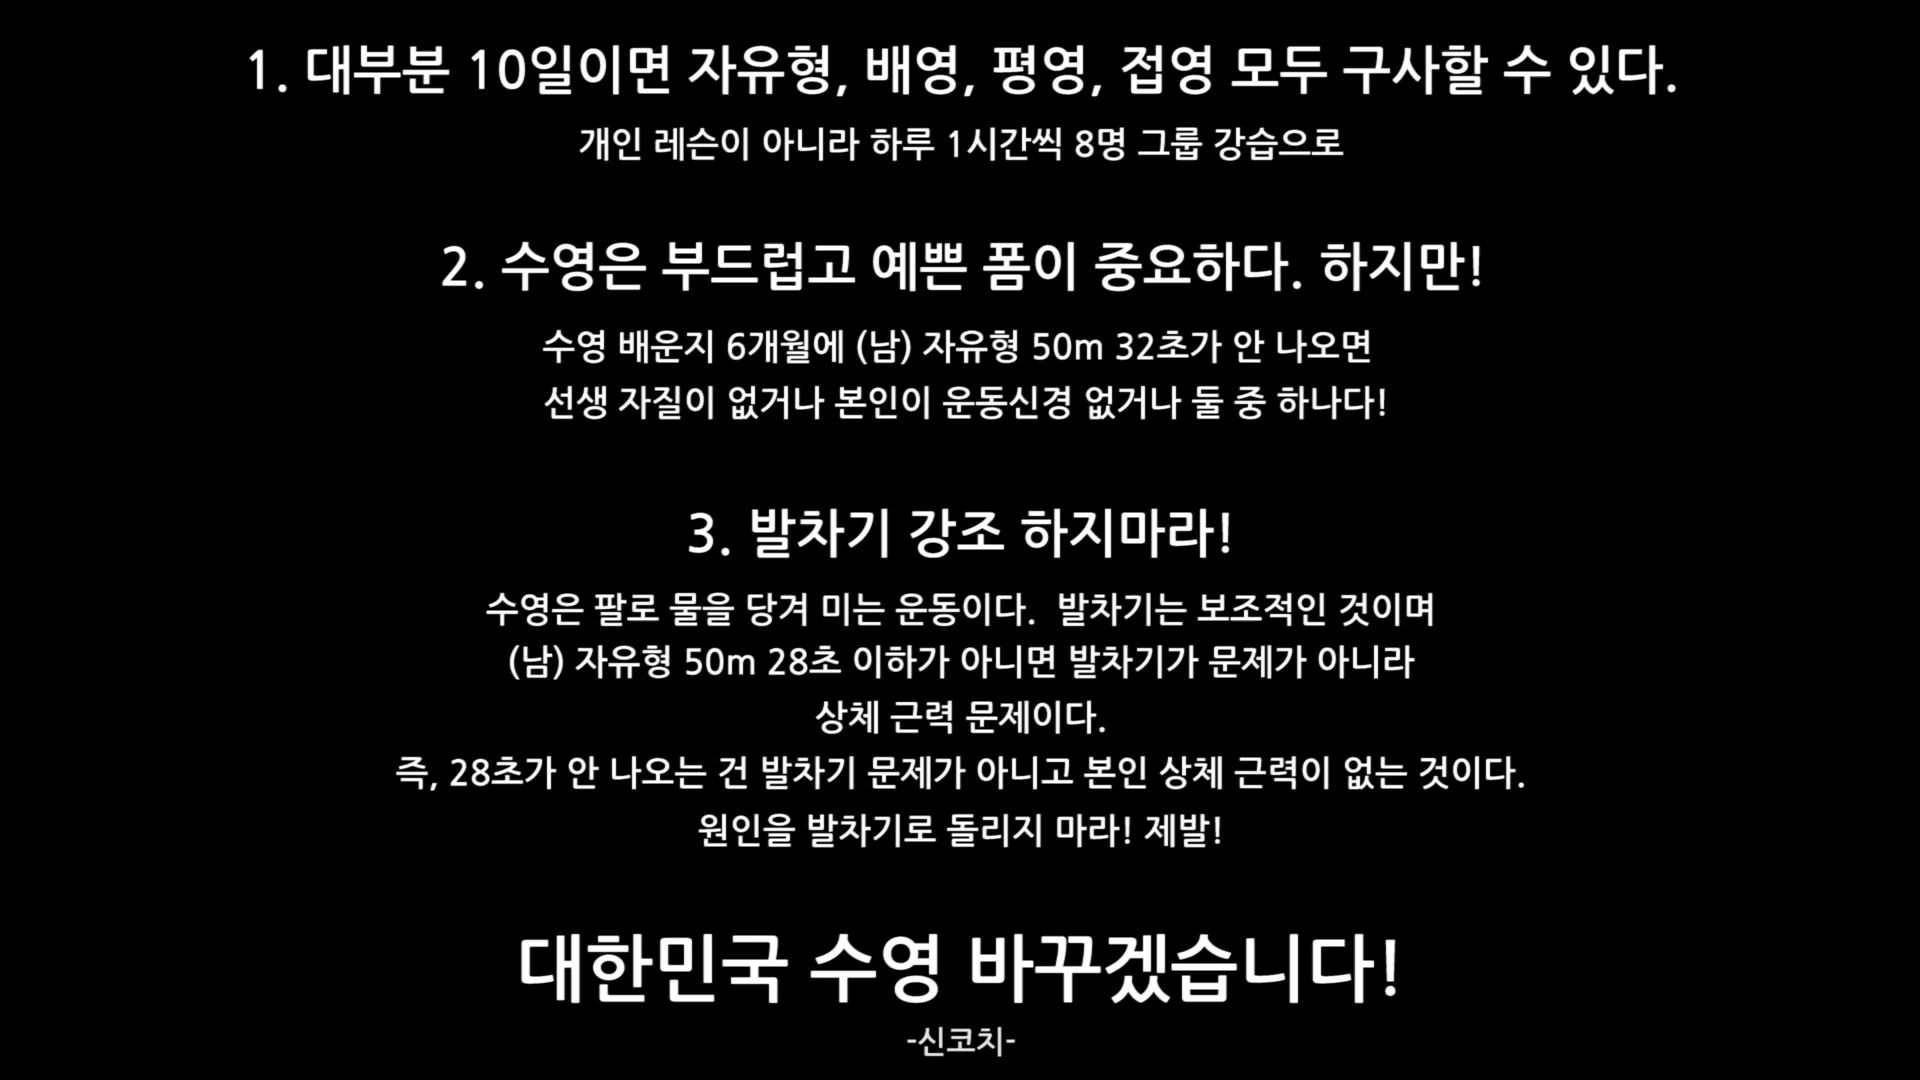 1. 대부분 10일이면 자유형, 배영, 평영, 접영 모두 구사할 수 있다.
개인 레슨이 아니라 하루 1시간씩 8명 그룹 강습으로
2. 수영은 부드럽고 예쁜 폼이 중요하다. 하지만!
수영 배운지 6개월에 (남) 자유형 50m 32초가 안 나오면
선생 자질이 없거나 본인이 운동신경 없거나 둘 중 하나다!
3. 발차기 강조 하지마라!
수영은 팔로 물을 당겨 미는 운동이다. 발차기는 보조적인 것이며
(남) 자유형 50m 28초 이하가 아니면 발차기가 문제가 아니라
상체 근력 문제이다.
즉, 28초가 안 나오는 건 발차기 문제가 아니고 본인 상체 근력이 없는 것이다.
원인을 발차기로 돌리지 마라! 제발!
대한민국 수영 바꾸겠습니다!
-신코치-